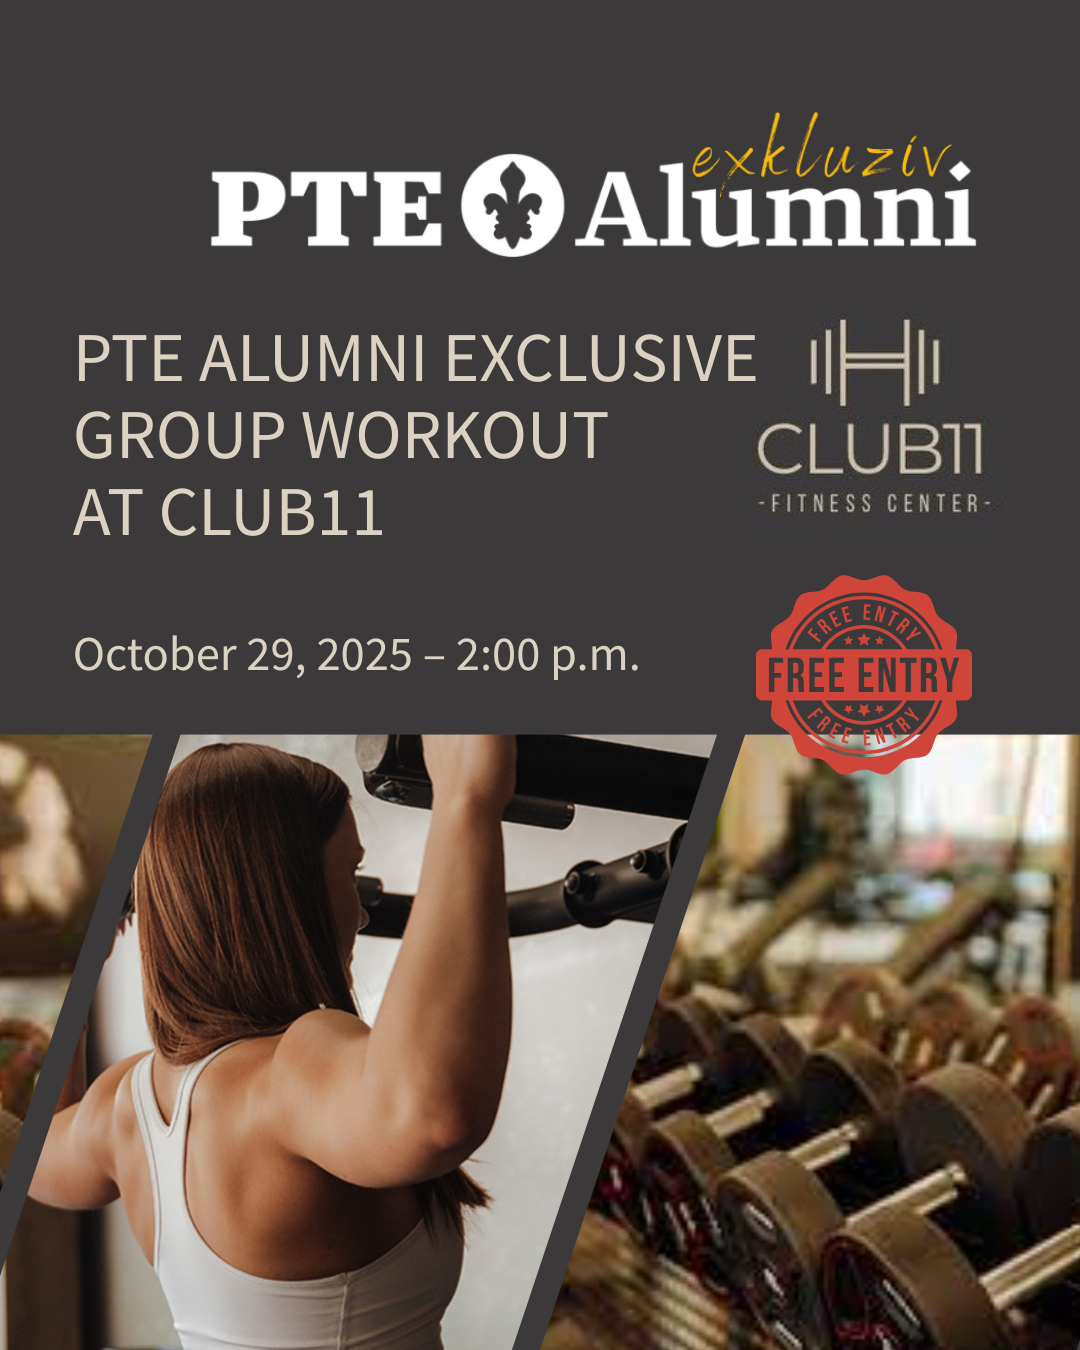 exkluzív
PTE Alumni
PTE ALUMNI EXCLUSIVE
GROUP WORKOUT
AT CLUB11
CLUB11
-FITNESS CENTER-
October 29, 2025 – 2:00 p.m.
FREE ENTRY
FREE ENTRY
FREE ENTRY